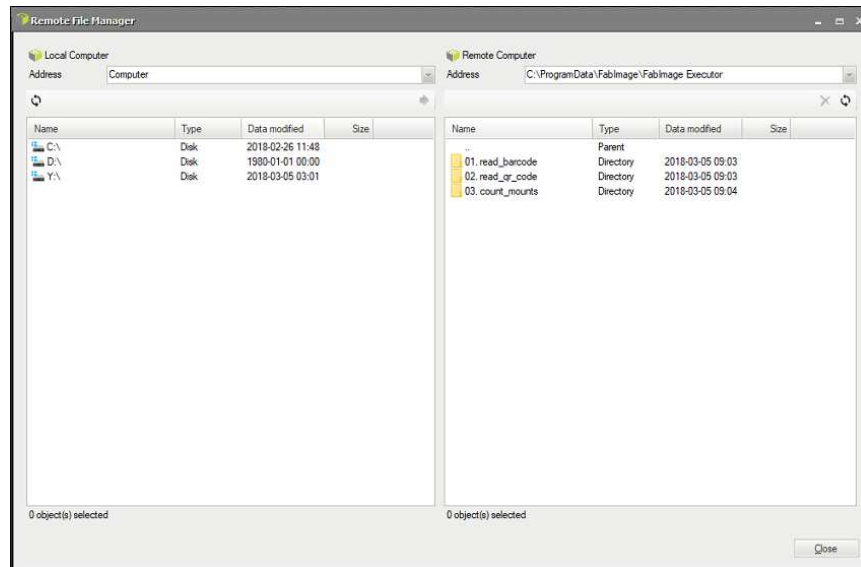 Remote File Manager
Local Computer
Address Computer
Name Type Data modified Size
C:\ Disk 2018-02-26 11:48
D:\ Disk 1980-01-01 00:00
Y:\ Disk 2018-03-05 03:01
0 object(s) selected
Remote Computer
Address C:\ProgramData\FabImage\FabImage Executor
Name Type Data modified Size
.. Parent
01. read_barcode Directory 2018-03-05 09:03
02. read_qr_code Directory 2018-03-05 09:03
03. count_mounts Directory 2018-03-05 09:04
0 object(s) selected
Close